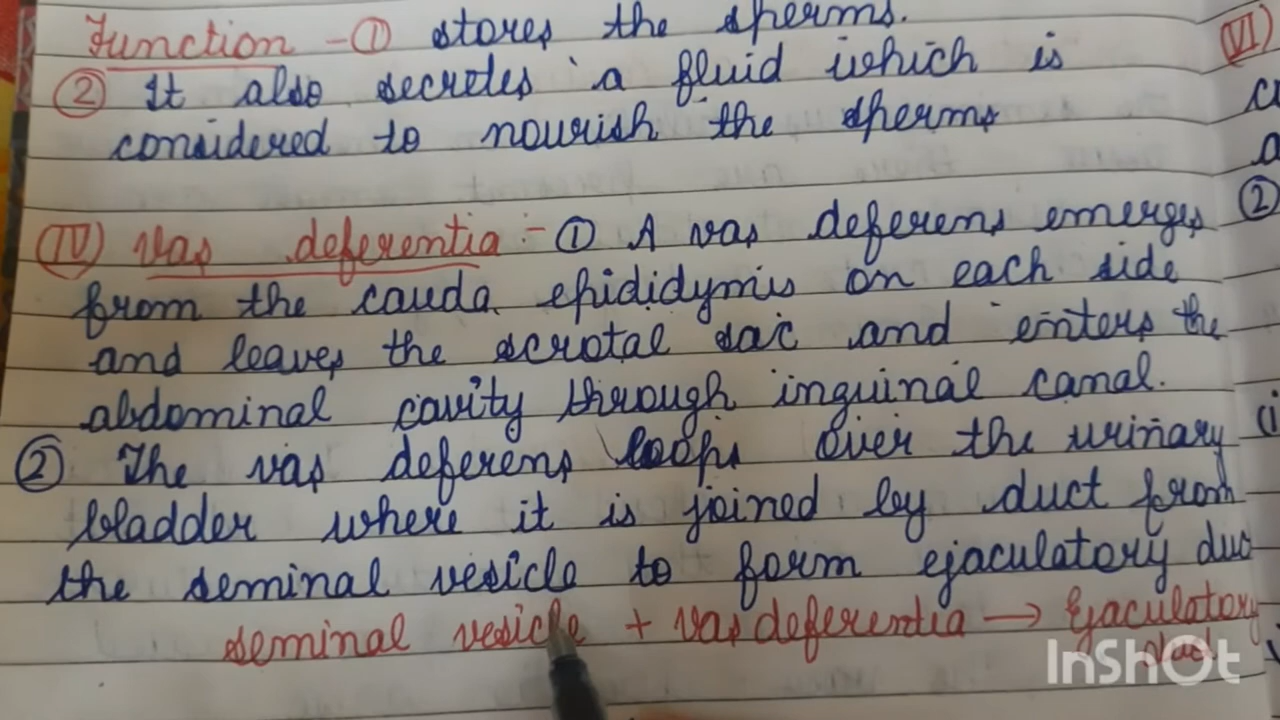 Function - ① stores the sperms.
② It also secretes a fluid which is
considered to nourish the sperms
(IV) Vas deferentia :- ① A vas deferens emerges
from the cauda epididymis on each side
and leaves the scrotal sac and enters the
abdominal cavity through inguinal canal.
② The vas deferens loops over the urinary
bladder where it is joined by duct from
the seminal vesicle to form ejaculatory duc
seminal vesicle + vas deferentia → Ejaculatory
duct
(VI)
②
(i
InShOt